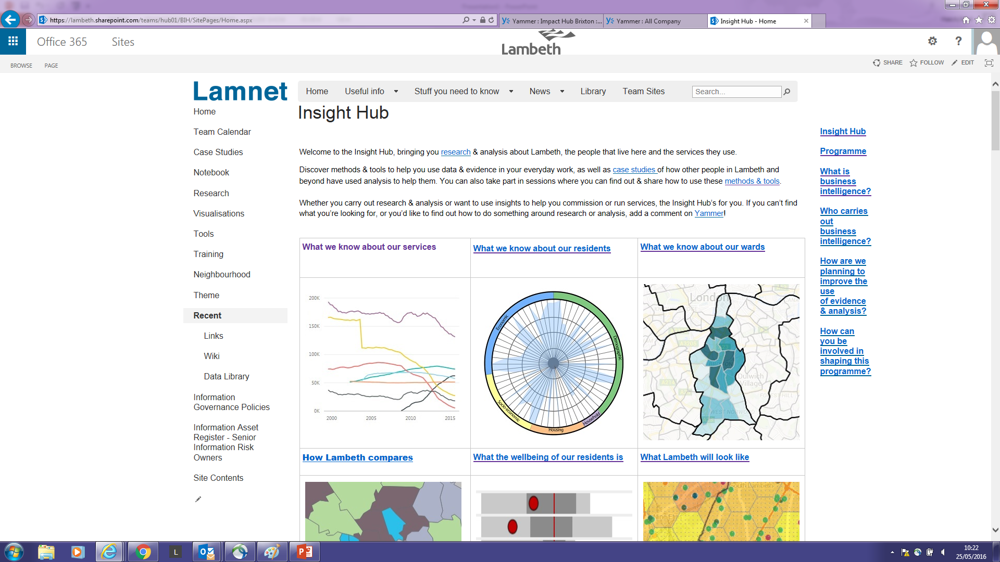 https://lambeth.sharepoint.com/teams/hub01/BIH/SitePages/Home.aspx
Yammer : Impact Hub Brixton :...
Yammer : All Company
Insight Hub - Home
Office 365
Sites
Lambeth
?
BROWSE
PAGE
SHARE
FOLLOW
EDIT
Lamnet
Home
Useful info
Stuff you need to know
News
Library
Team Sites
Search...
Home
Team Calendar
Case Studies
Notebook
Research
Visualisations
Tools
Training
Neighbourhood
Theme
Recent
Links
Wiki
Data Library
Information
Governance Policies
Information Asset
Register - Senior
Information Risk
Owners
Site Contents
Insight Hub
Welcome to the Insight Hub, bringing you research & analysis about Lambeth, the people that live here and the services they use.
Discover methods & tools to help you use data & evidence in your everyday work, as well as case studies of how other people in Lambeth and
beyond have used analysis to help them. You can also take part in sessions where you can find out & share how to use these methods & tools.
Whether you carry out research & analysis or want to use insights to help you commission or run services, the Insight Hub's for you. If you can't find
what you're looking for, or you'd like to find out how to do something around research or analysis, add a comment on Yammer!
What we know about our services
What we know about our residents
What we know about our wards
200K
150K
100K
50K
0K
2000
2005
2010
2015
Economic
Demographic
Socio-economic
Housing
Household
London
A3205
A23
BRIXTON
Dulwich
Village
FOREST HILL
WEST NORWOOD
How Lambeth compares
What the wellbeing of our residents is
What Lambeth will look like
South Lambeth
Nine Elms
Insight Hub
Programme
What is
business
intelligence?
Who carries
out
business
intelligence?
How are we
planning to
improve the
use
of evidence
& analysis?
How can
you be
involved in
shaping this
programme?
L
10:22
25/05/2016